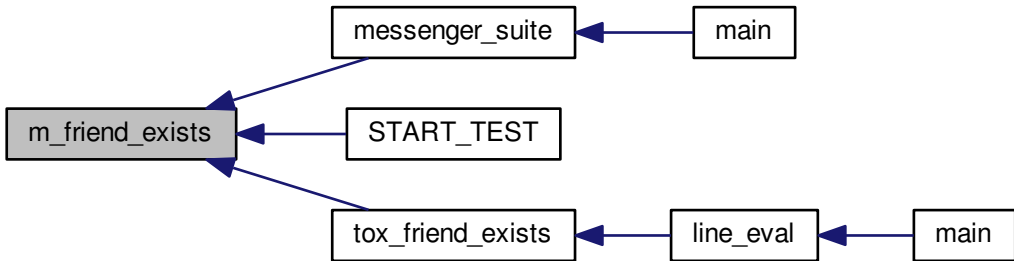 messenger_suite
main
m_friend_exists
START_TEST
tox_friend_exists
line_eval
main